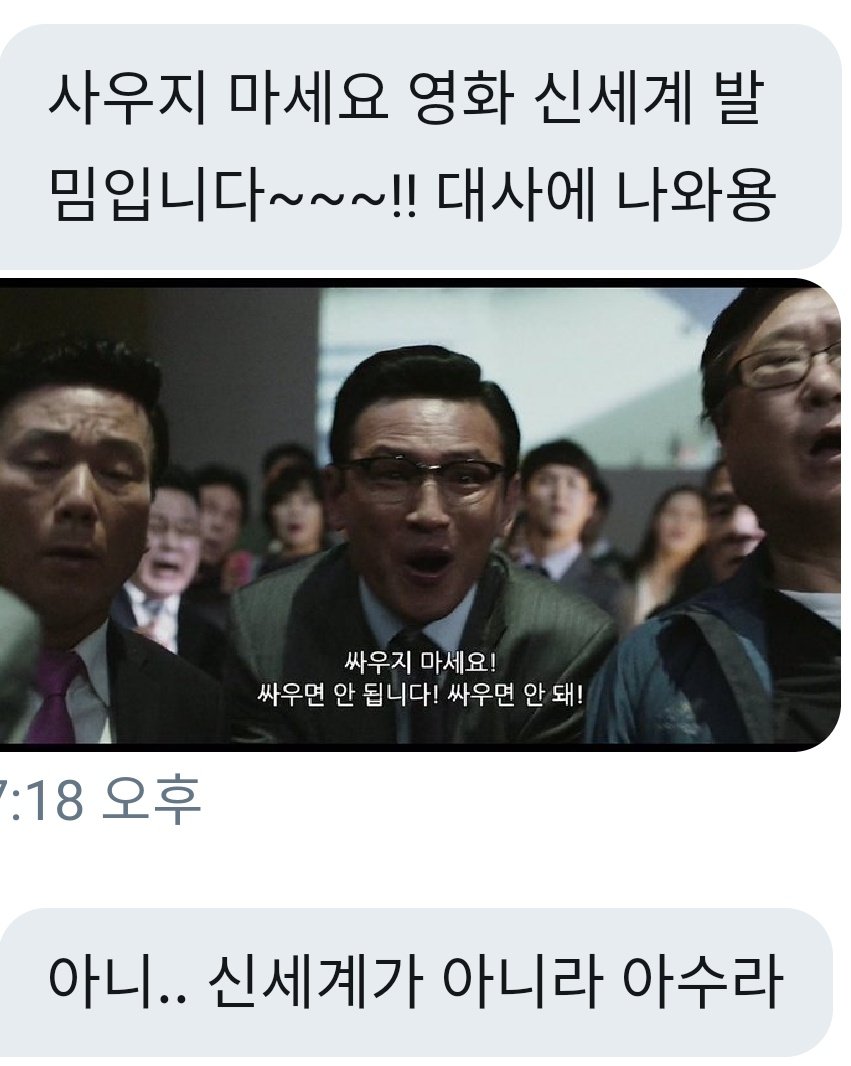 사우지 마세요 영화 신세계 발
밈입니다~~~!! 대사에 나와용
싸우지 마세요!
싸우면 안 됩니다! 싸우면 안 돼!
7:18 오후
아니.. 신세계가 아니라 아수라